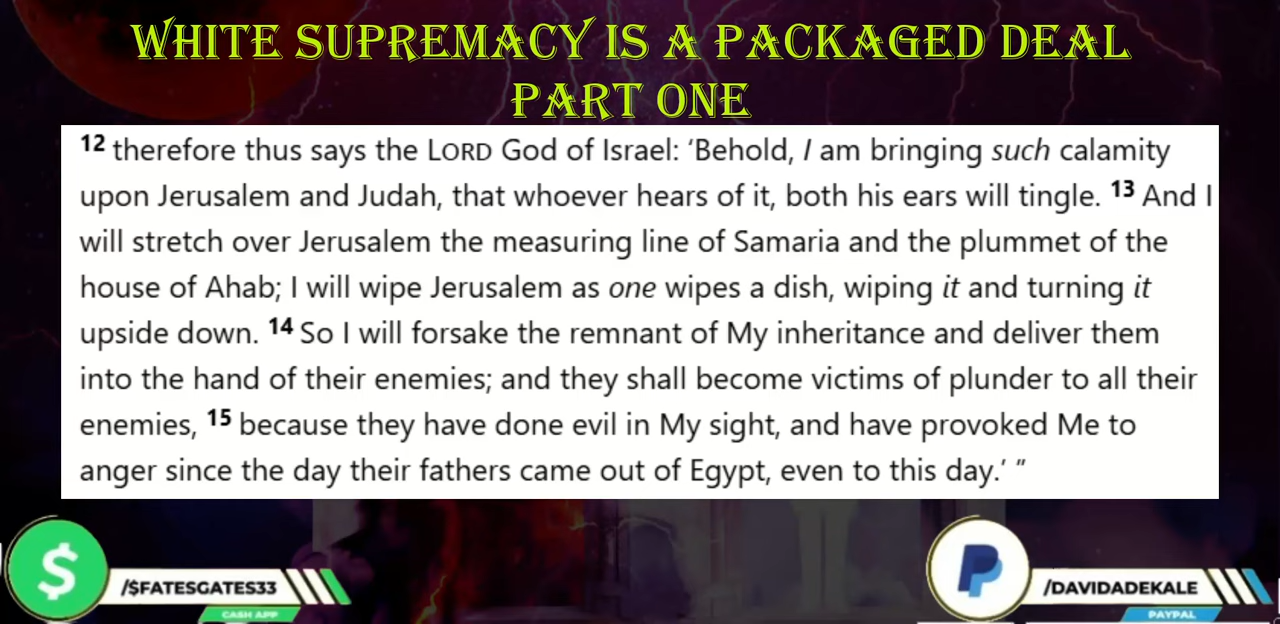 WHITE SUPREMACY IS A PACKAGED DEAL
PART ONE
12 therefore thus says the LORD God of Israel: ‘Behold, I am bringing such calamity
upon Jerusalem and Judah, that whoever hears of it, both his ears will tingle. 13 And I
will stretch over Jerusalem the measuring line of Samaria and the plummet of the
house of Ahab; I will wipe Jerusalem as one wipes a dish, wiping it and turning it
upside down. 14 So I will forsake the remnant of My inheritance and deliver them
into the hand of their enemies; and they shall become victims of plunder to all their
enemies, 15 because they have done evil in My sight, and have provoked Me to
anger since the day their fathers came out of Egypt, even to this day.’ ”
$
/$FATESGATES33
CASH APP
/DAVIDADEKALE
PAYPAL